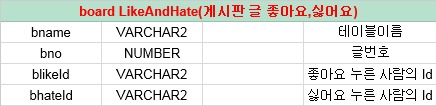 board LikeAndHate(게시판 글 좋아요,싫어요)
bname VARCHAR2 테이블이름
bno NUMBER 글번호
blikeId VARCHAR2 좋아요 누른 사람의 Id
bhateId VARCHAR2 싫어요 누른 사람의 Id